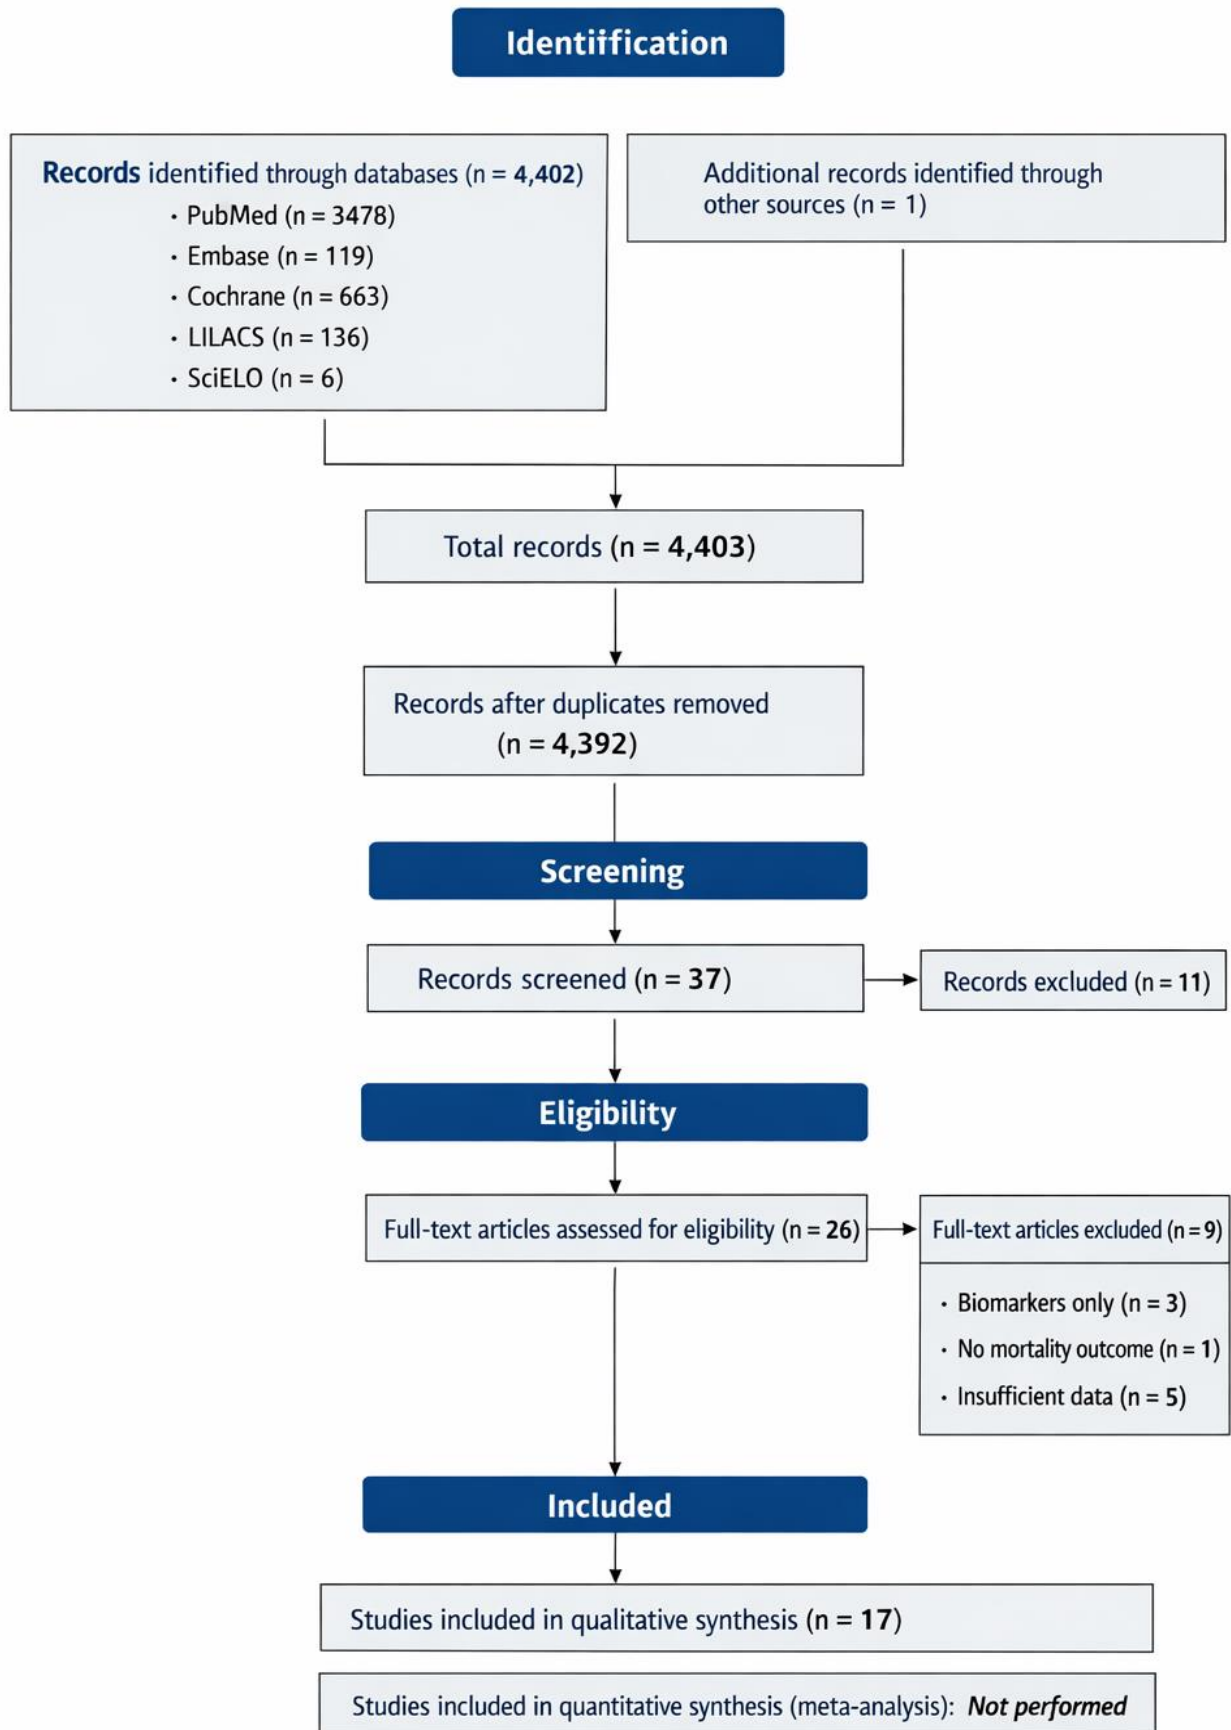 Identiffication
Records identified through databases (n = 4,402)
· PubMed (n = 3478)
· Embase (n = 119)
· Cochrane (n = 663)
· LILACS (n = 136)
· SciELO (n = 6)
Additional records identified through
other sources (n = 1)
Total records (n = 4,403)
Records after duplicates removed
(n = 4,392)
Screening
Records screened (n = 37)
Records excluded (n = 11)
Eligibility
Full-text articles assessed for eligibility (n = 26)
Full-text articles excluded (n = 9)
· Biomarkers only (n = 3)
· No mortality outcome (n = 1)
· Insufficient data (n = 5)
Included
Studies included in qualitative synthesis (n = 17)
Studies included in quantitative synthesis (meta-analysis): Not performed